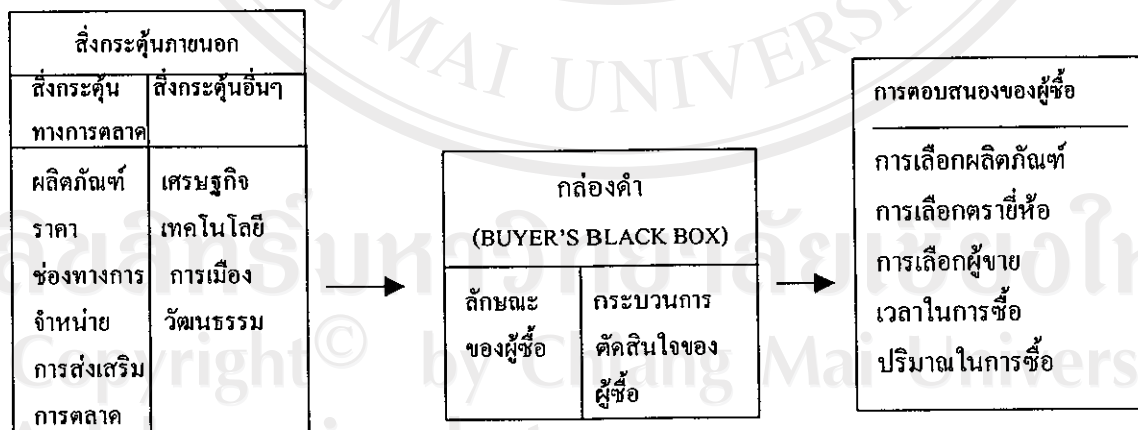 MAI UNIVERS
สิ่งกระตุ้นภายนอก
สิ่งกระตุ้น
ทางการตลาด
สิ่งกระตุ้นอื่นๆ
ผลิตภัณฑ์
ราคา
ช่องทางการ
จำหน่าย
การส่งเสริม
การตลาด
เศรษฐกิจ
เทคโนโลยี
การเมือง
วัฒนธรรม
กล่องดำ
(BUYER'S BLACK BOX)
ลักษณะ
ของผู้ซื้อ
กระบวนการ
ตัดสินใจของ
ผู้ซื้อ
การตอบสนองของผู้ซื้อ
การเลือกผลิตภัณฑ์
การเลือกตรายี่ห้อ
การเลือกผู้ขาย
เวลาในการซื้อ
ปริมาณในการซื้อ
Copyright© by Chiang Mai Univers